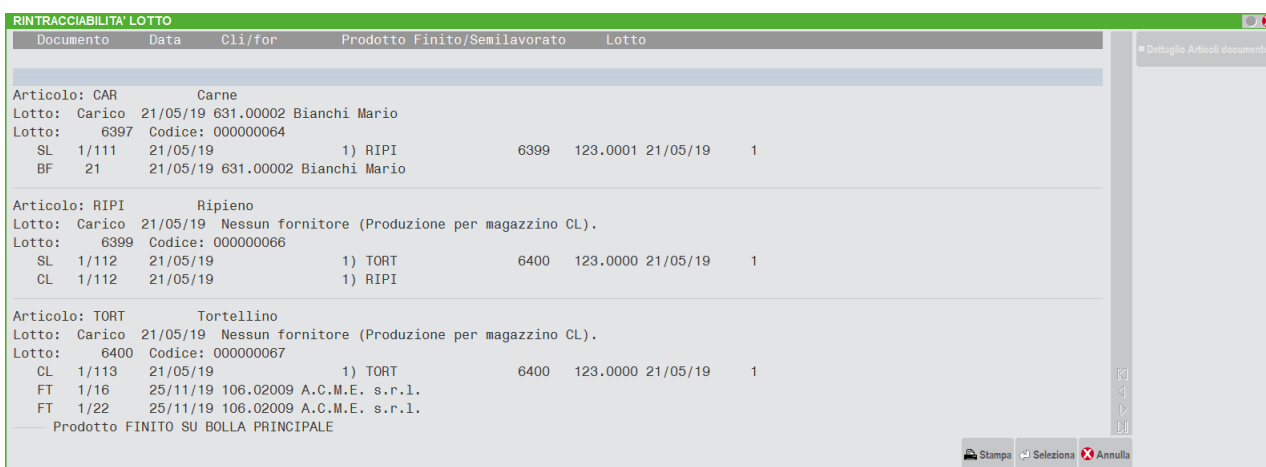 RINTRACCIABILITA' LOTTO
Documento Data Cli/for Prodotto Finito/Semilavorato Lotto
Dettaglio Articoli documento
Articolo: CAR Carne
Lotto: Carico 21/05/19 631.00002 Bianchi Mario
Lotto: 6397 Codice: 000000064
SL 1/111 21/05/19 1) RIPI 6399 123.0001 21/05/19 1
BF 21 21/05/19 631.00002 Bianchi Mario
Articolo: RIPI Ripieno
Lotto: Carico 21/05/19 Nessun fornitore (Produzione per magazzino CL).
Lotto: 6399 Codice: 000000066
SL 1/112 21/05/19 1) TORT 6400 123.0000 21/05/19 1
CL 1/112 21/05/19 1) RIPI
Articolo: TORT Tortellino
Lotto: Carico 21/05/19 Nessun fornitore (Produzione per magazzino CL).
Lotto: 6400 Codice: 000000067
CL 1/113 21/05/19 1) TORT 6400 123.0000 21/05/19 1
FT 1/16 25/11/19 106.02009 A.C.M.E. s.r.l.
FT 1/22 25/11/19 106.02009 A.C.M.E. s.r.l.
Prodotto FINITO SU BOLLA PRINCIPALE
Stampa Seleziona Annulla